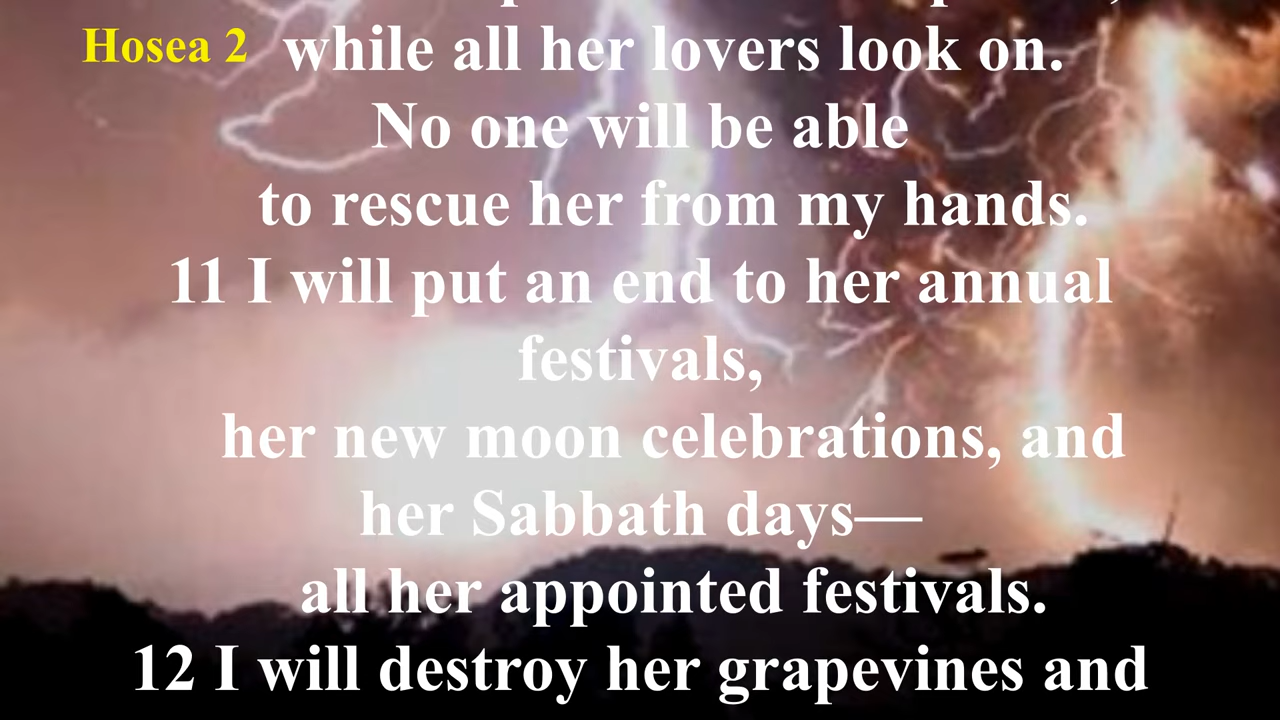 Hosea 2
while all her lovers look on.
No one will be able
to rescue her from my hands.
11 I will put an end to her annual
festivals,
her new moon celebrations, and
her Sabbath days—
all her appointed festivals.
12 I will destroy her grapevines and